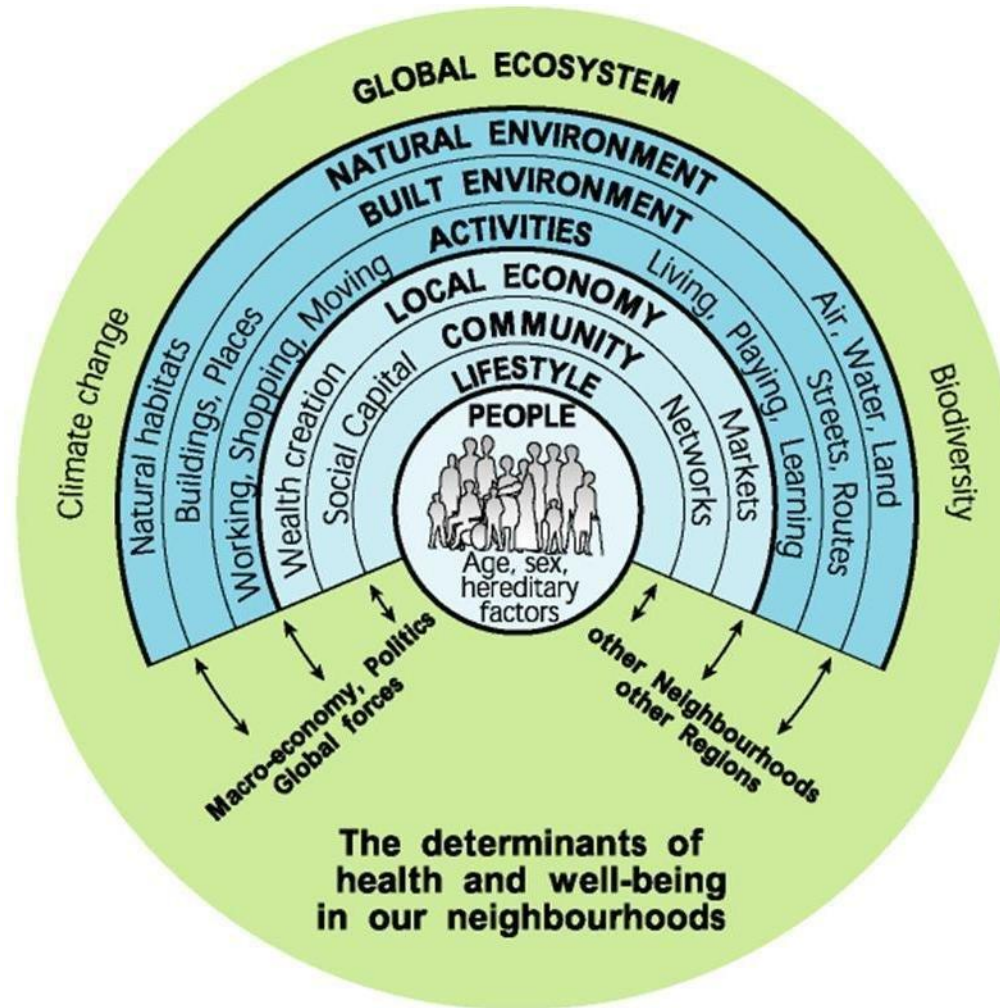 GLOBAL ECOSYSTEM
NATURAL ENVIRONMENT
BUILT ENVIRONMENT
ACTIVITIES
LOCAL ECONOMY
COMMUNITY
LIFESTYLE
PEOPLE
Age, sex,
hereditary
factors
Climate change
Natural habitats
Buildings, Places
Working, Shopping, Moving
Wealth creation
Social Capital
Networks
Markets
Living, Playing, Learning
Streets, Routes
Air, Water, Land
Biodiversity
Macro-economy, Politics
Global forces
other Neighbourhoods
other Regions
The determinants of
health and well-being
in our neighbourhoods